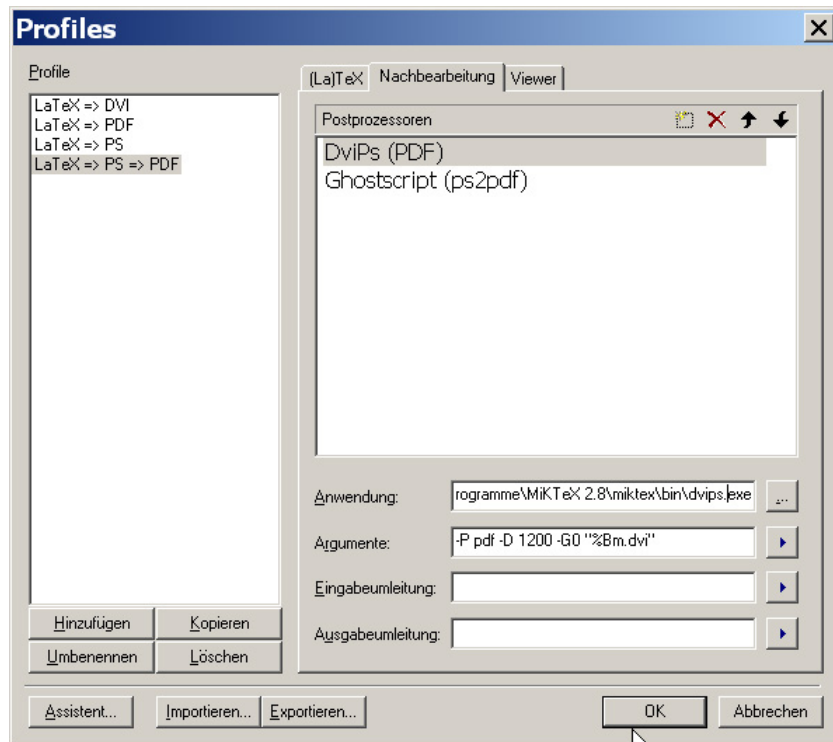 Profiles
Profile
LaTeX => DVI
LaTeX => PDF
LaTeX => PS
LaTeX => PS => PDF
Hinzufügen
Kopieren
Umbenennen
Löschen
(La)TeX
Nachbearbeitung
Viewer
Postprozessoren
DviPs (PDF)
Ghostscript (ps2pdf)
Anwendung:
rogramme\MiKTeX 2.8\miktex\bin\dvips.exe
...
Argumente:
-P pdf -D 1200 -G0 "%Bm.dvi"
Eingabeumleitung:
Ausgabeumleitung:
Assistent...
Importieren...
Exportieren...
OK
Abbrechen